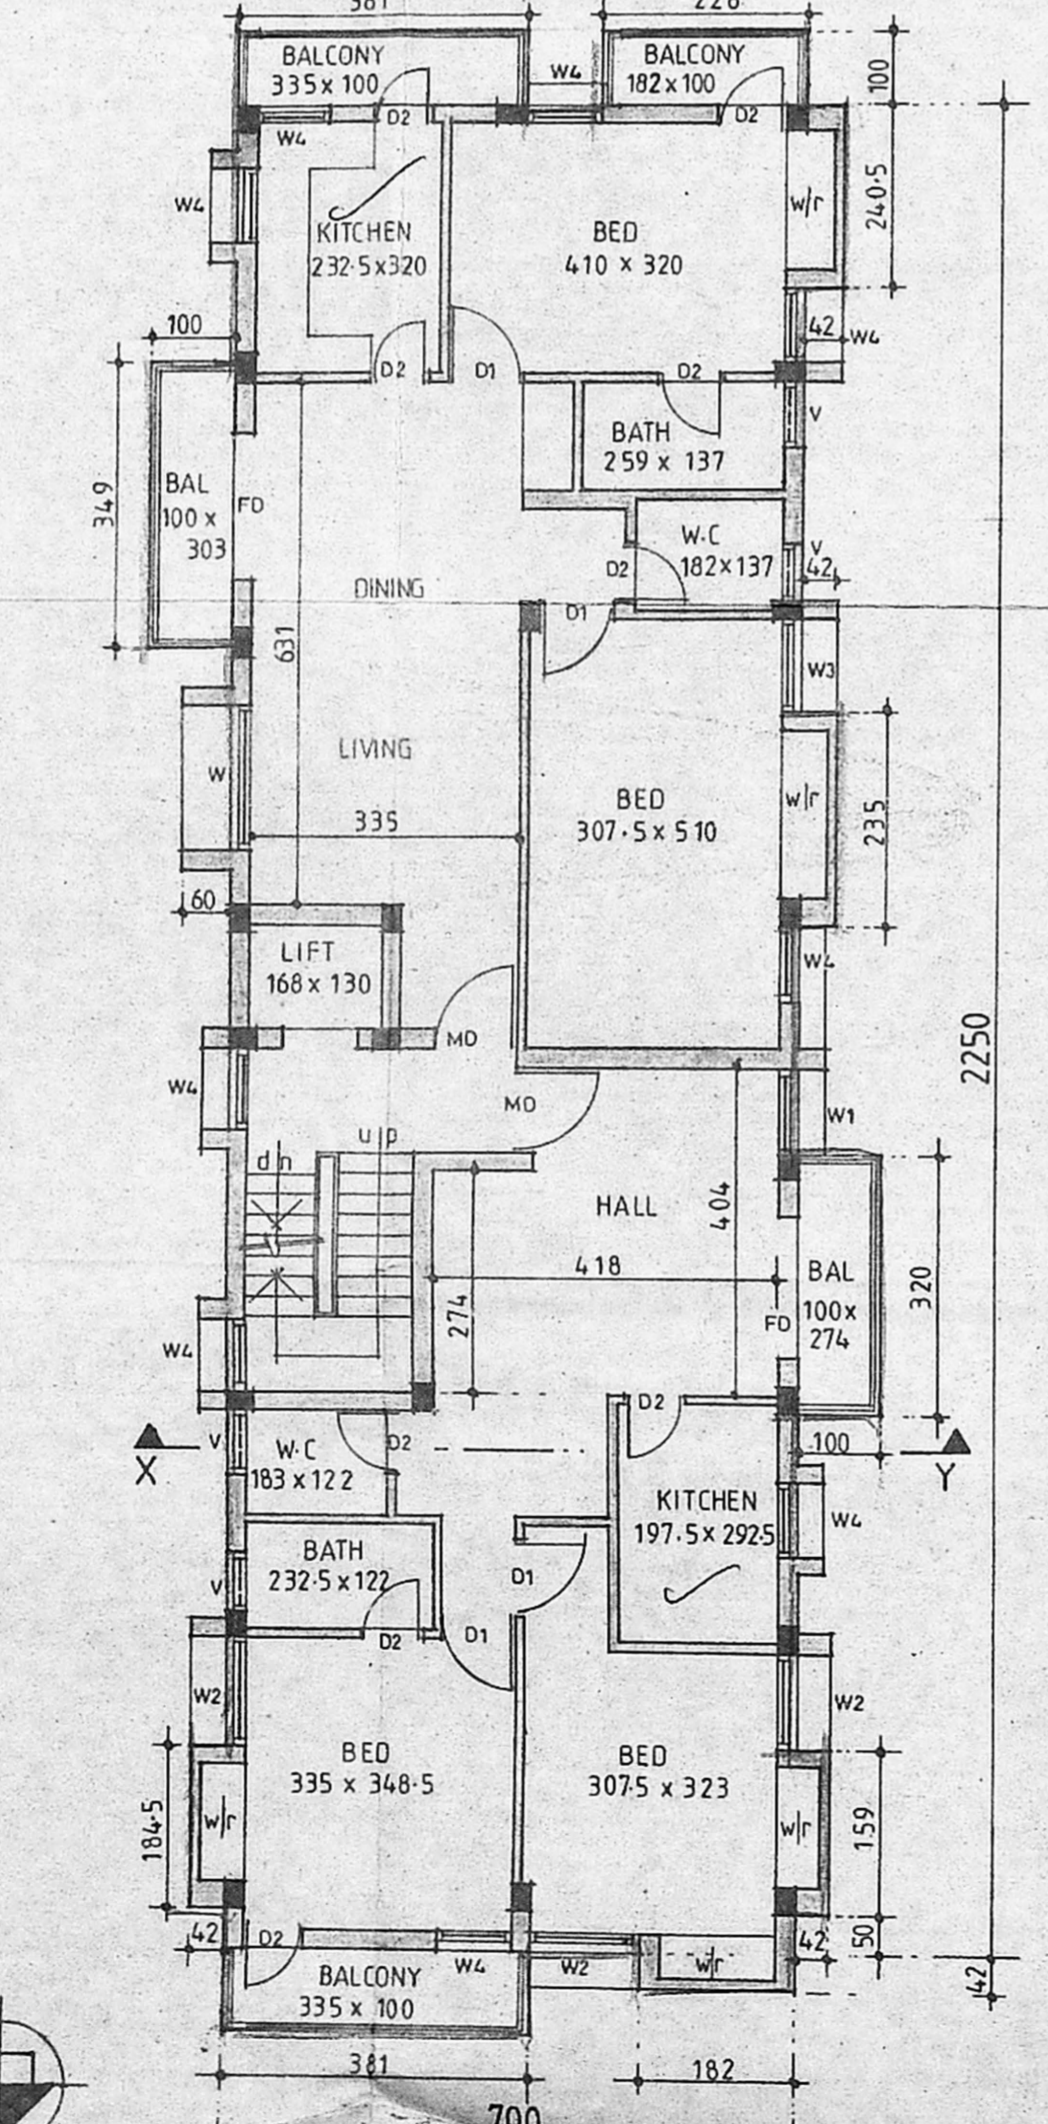 381
226
BALCONY
335 x 100
W4
BALCONY
182 x 100
100
D2
D2
W4
W4
KITCHEN
232·5x320
BED
410 x 320
w/r
240·5
100
42
W4
D2
D1
D2
V
BATH
259 x 137
349
BAL
100 x
303
FD
W.C
182x137
V
42
D2
DINING
D1
631
W3
LIVING
W
335
BED
307·5 x 510
w/r
235
60
LIFT
168 x 130
W4
MD
2250
W4
MD
W1
up
dn
HALL
404
418
BAL
100x
274
320
274
FD
W4
D2
V
W·C
183 x 122
D2
100
X
Y
KITCHEN
197.5x292.5
W4
BATH
232·5x122
V
D1
D2
D1
W2
W2
BED
335 x 348·5
BED
307·5 x 323
184·5
w/r
w/r
159
42
D2
W4
W2
w/r
42
50
42
BALCONY
335 x 100
381
182
700